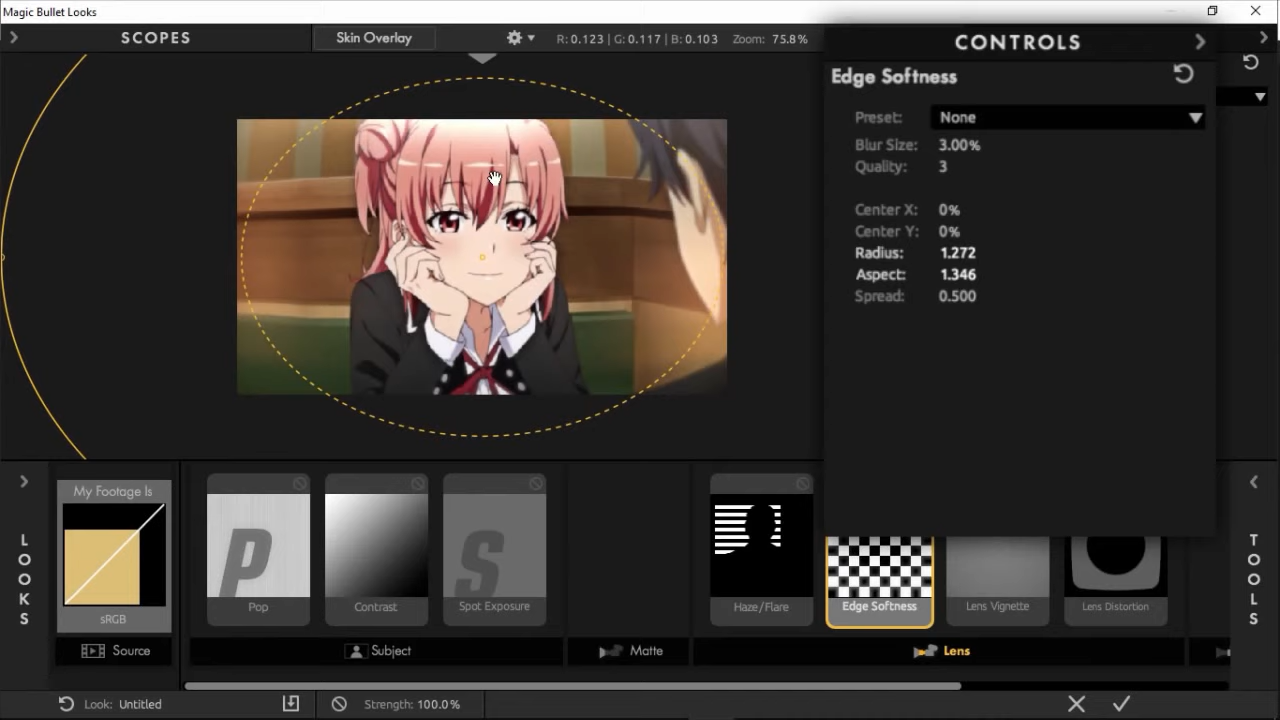 Magic Bullet Looks
SCOPES
Skin Overlay
R:0.123 | G:0.117 | B:0.103 Zoom: 75.8%
CONTROLS
Edge Softness
Preset: None
Blur Size: 3.00%
Quality: 3
Center X: 0%
Center Y: 0%
Radius: 1.272
Aspect: 1.346
Spread: 0.500
LOOKS
My Footage Is
sRGB
Source
P
Pop
Contrast
S
Spot Exposure
Subject
Matte
Haze/Flare
Edge Softness
Lens Vignette
Lens Distortion
Lens
TOOLS
Look: Untitled
Strength: 100.0%